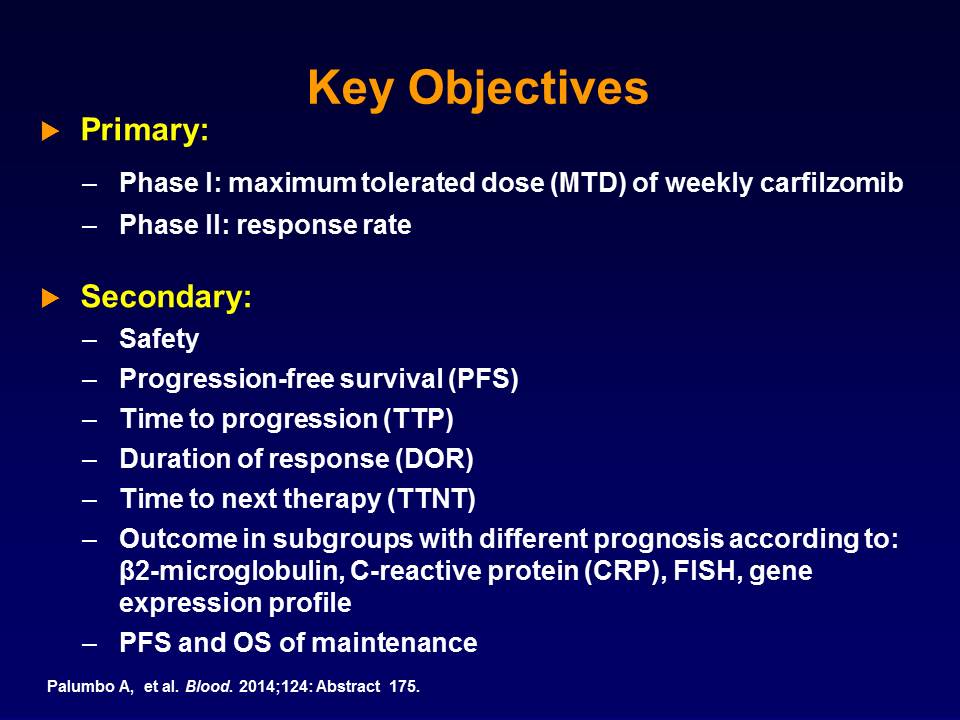 Key Objectives
Primary:
– Phase I: maximum tolerated dose (MTD) of weekly carfilzomib
– Phase II: response rate
Secondary:
– Safety
– Progression-free survival (PFS)
– Time to progression (TTP)
– Duration of response (DOR)
– Time to next therapy (TTNT)
– Outcome in subgroups with different prognosis according to:
β2-microglobulin, C-reactive protein (CRP), FISH, gene
expression profile
– PFS and OS of maintenance
Palumbo A, et al. Blood. 2014;124: Abstract 175.